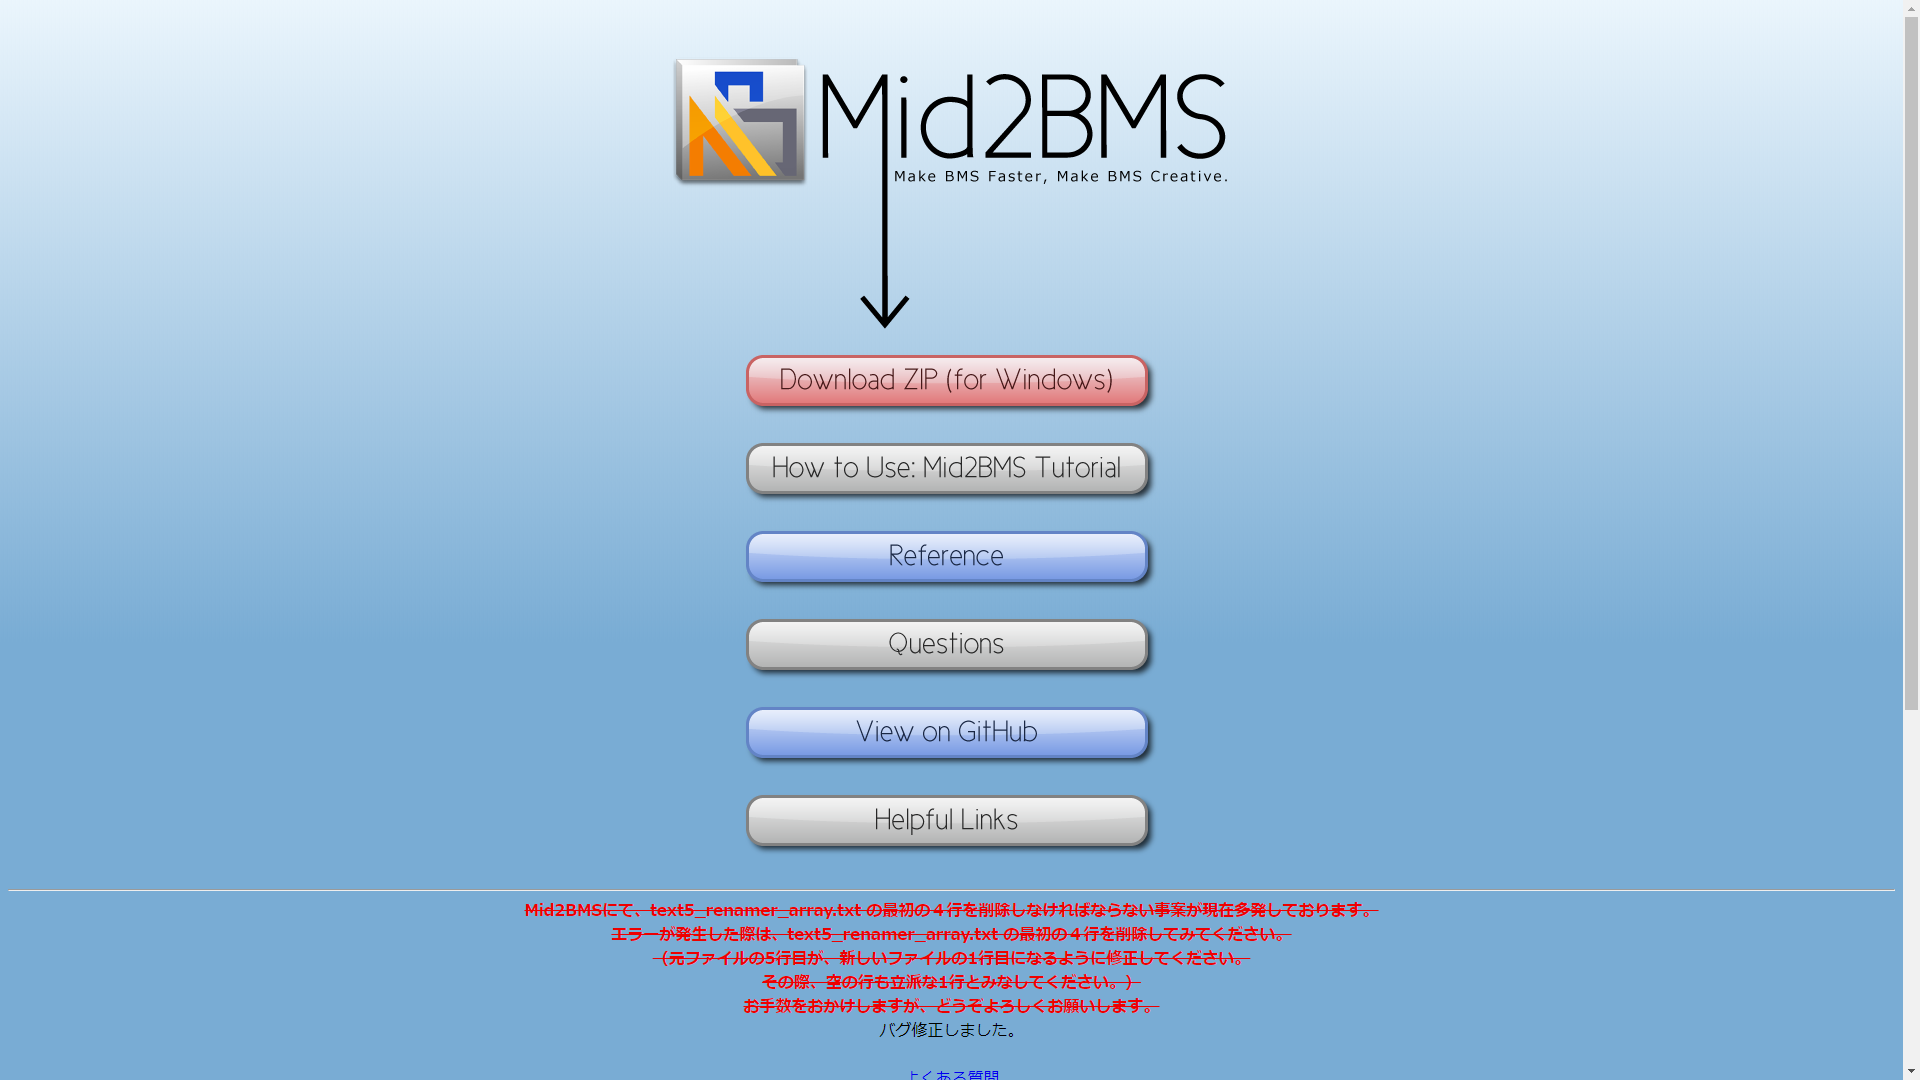 Mid2BMS
Make BMS Faster, Make BMS Creative.
Download ZIP (for Windows)
How to Use: Mid2BMS Tutorial
Reference
Questions
View on GitHub
Helpful Links
Mid2BMSにて、text5_renamer_array.txt の最初の４行を削除しなければならない事案が現在多発しております。
エラーが発生した際は、text5_renamer_array.txt の最初の４行を削除してみてください。
（元ファイルの5行目が、新しいファイルの1行目になるように修正してください。
その際、空の行も立派な1行とみなしてください。）
お手数をおかけしますが、どうぞよろしくお願いします。
バグ修正しました。
よくある質問